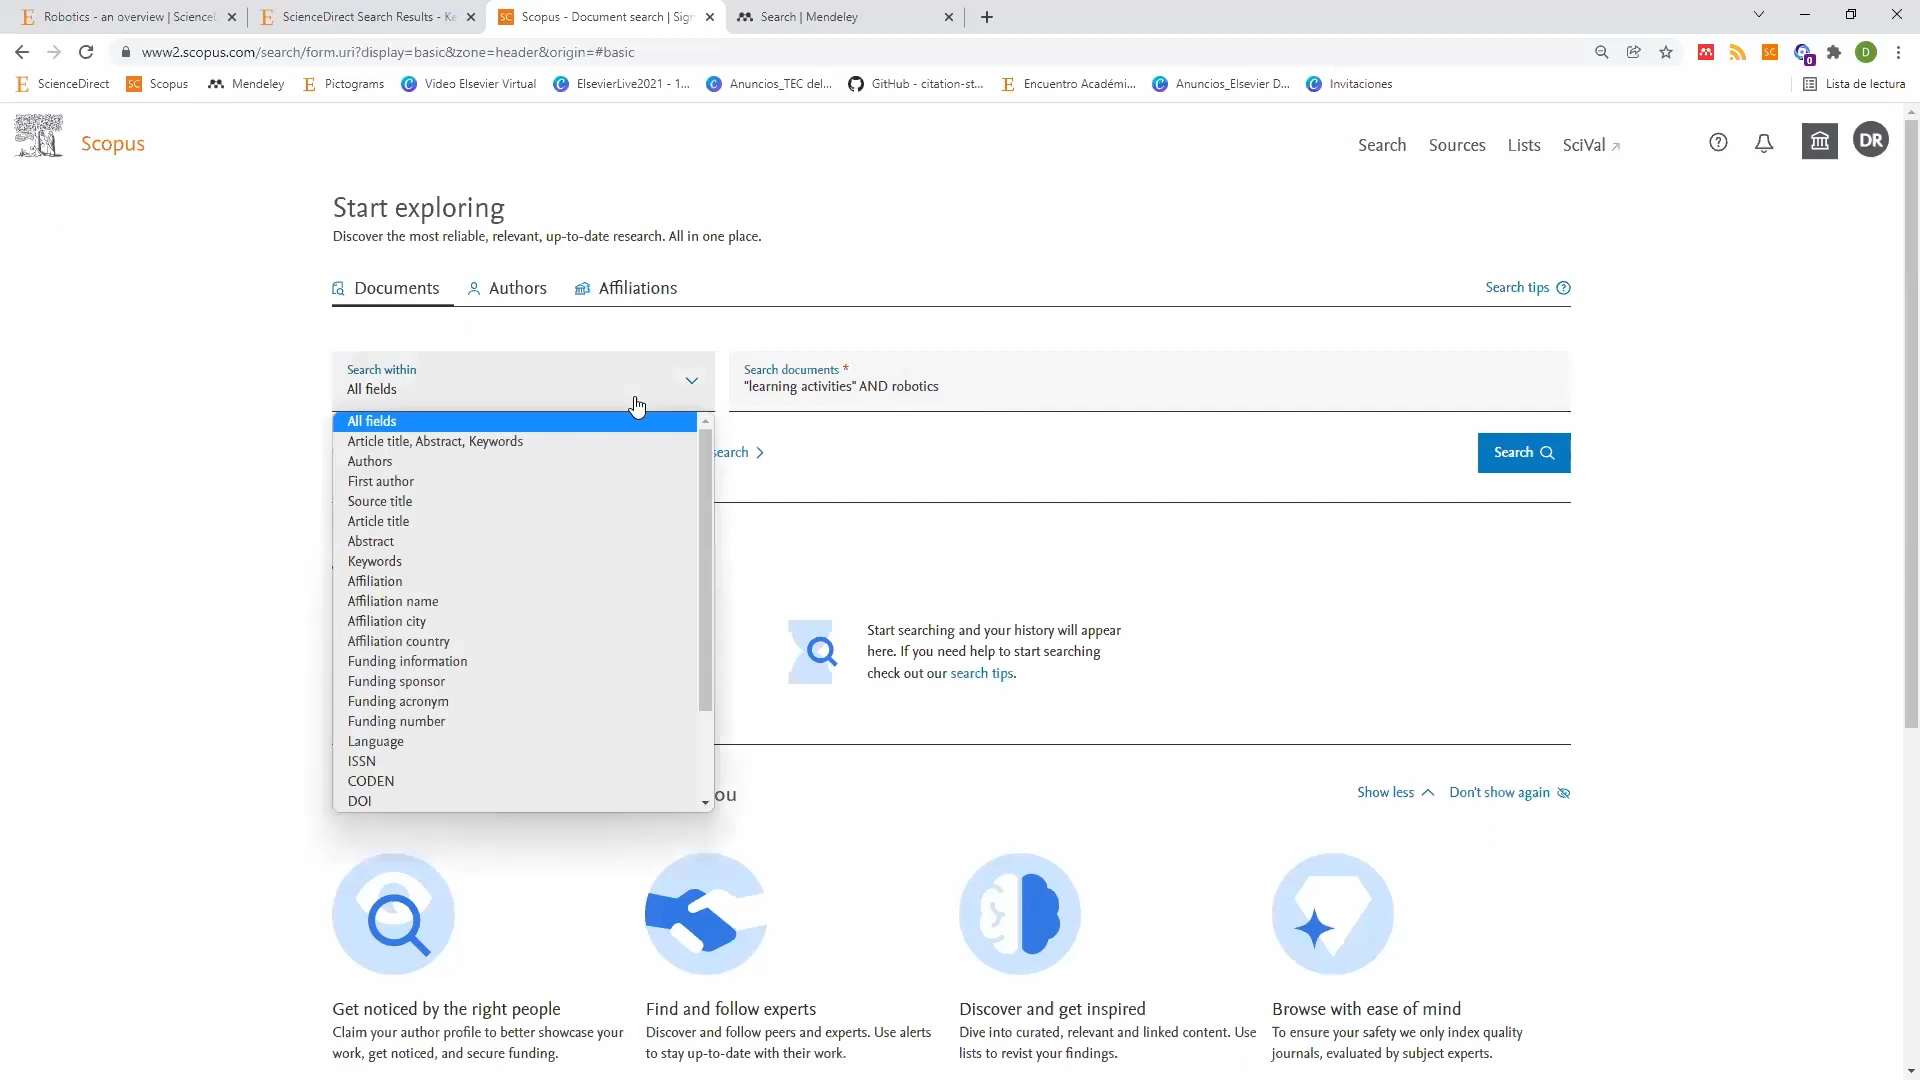 Robotics - an overview | Science
ScienceDirect Search Results - Ke
Scopus - Document search | Sign
Search | Mendeley
www2.scopus.com/search/form.uri?display=basic&zone=header&origin=#basic
ScienceDirect
Scopus
Mendeley
Pictograms
Video Elsevier Virtual
ElsevierLive2021 - 1...
Anuncios_TEC del...
GitHub - citation-st...
Encuentro Académi...
Anuncios_Elsevier D...
Invitaciones
Lista de lectura
Scopus
Search
Sources
Lists
SciVal
DR
Start exploring
Discover the most reliable, relevant, up-to-date research. All in one place.
Documents
Authors
Affiliations
Search tips
Search within
All fields
Search documents *
"learning activities" AND robotics
All fields
Article title, Abstract, Keywords
Authors
First author
Source title
Article title
Abstract
Keywords
Affiliation
Affiliation name
Affiliation city
Affiliation country
Funding information
Funding sponsor
Funding acronym
Funding number
Language
ISSN
CODEN
DOI
search
Search
Start searching and your history will appear
here. If you need help to start searching
check out our search tips.
ou
Show less
Don't show again
Get noticed by the right people
Claim your author profile to better showcase your
work, get noticed, and secure funding.
Find and follow experts
Discover and follow peers and experts. Use alerts
to stay up-to-date with their work.
Discover and get inspired
Dive into curated, relevant and linked content. Use
lists to revist your findings.
Browse with ease of mind
To ensure your safety we only index quality
journals, evaluated by subject experts.